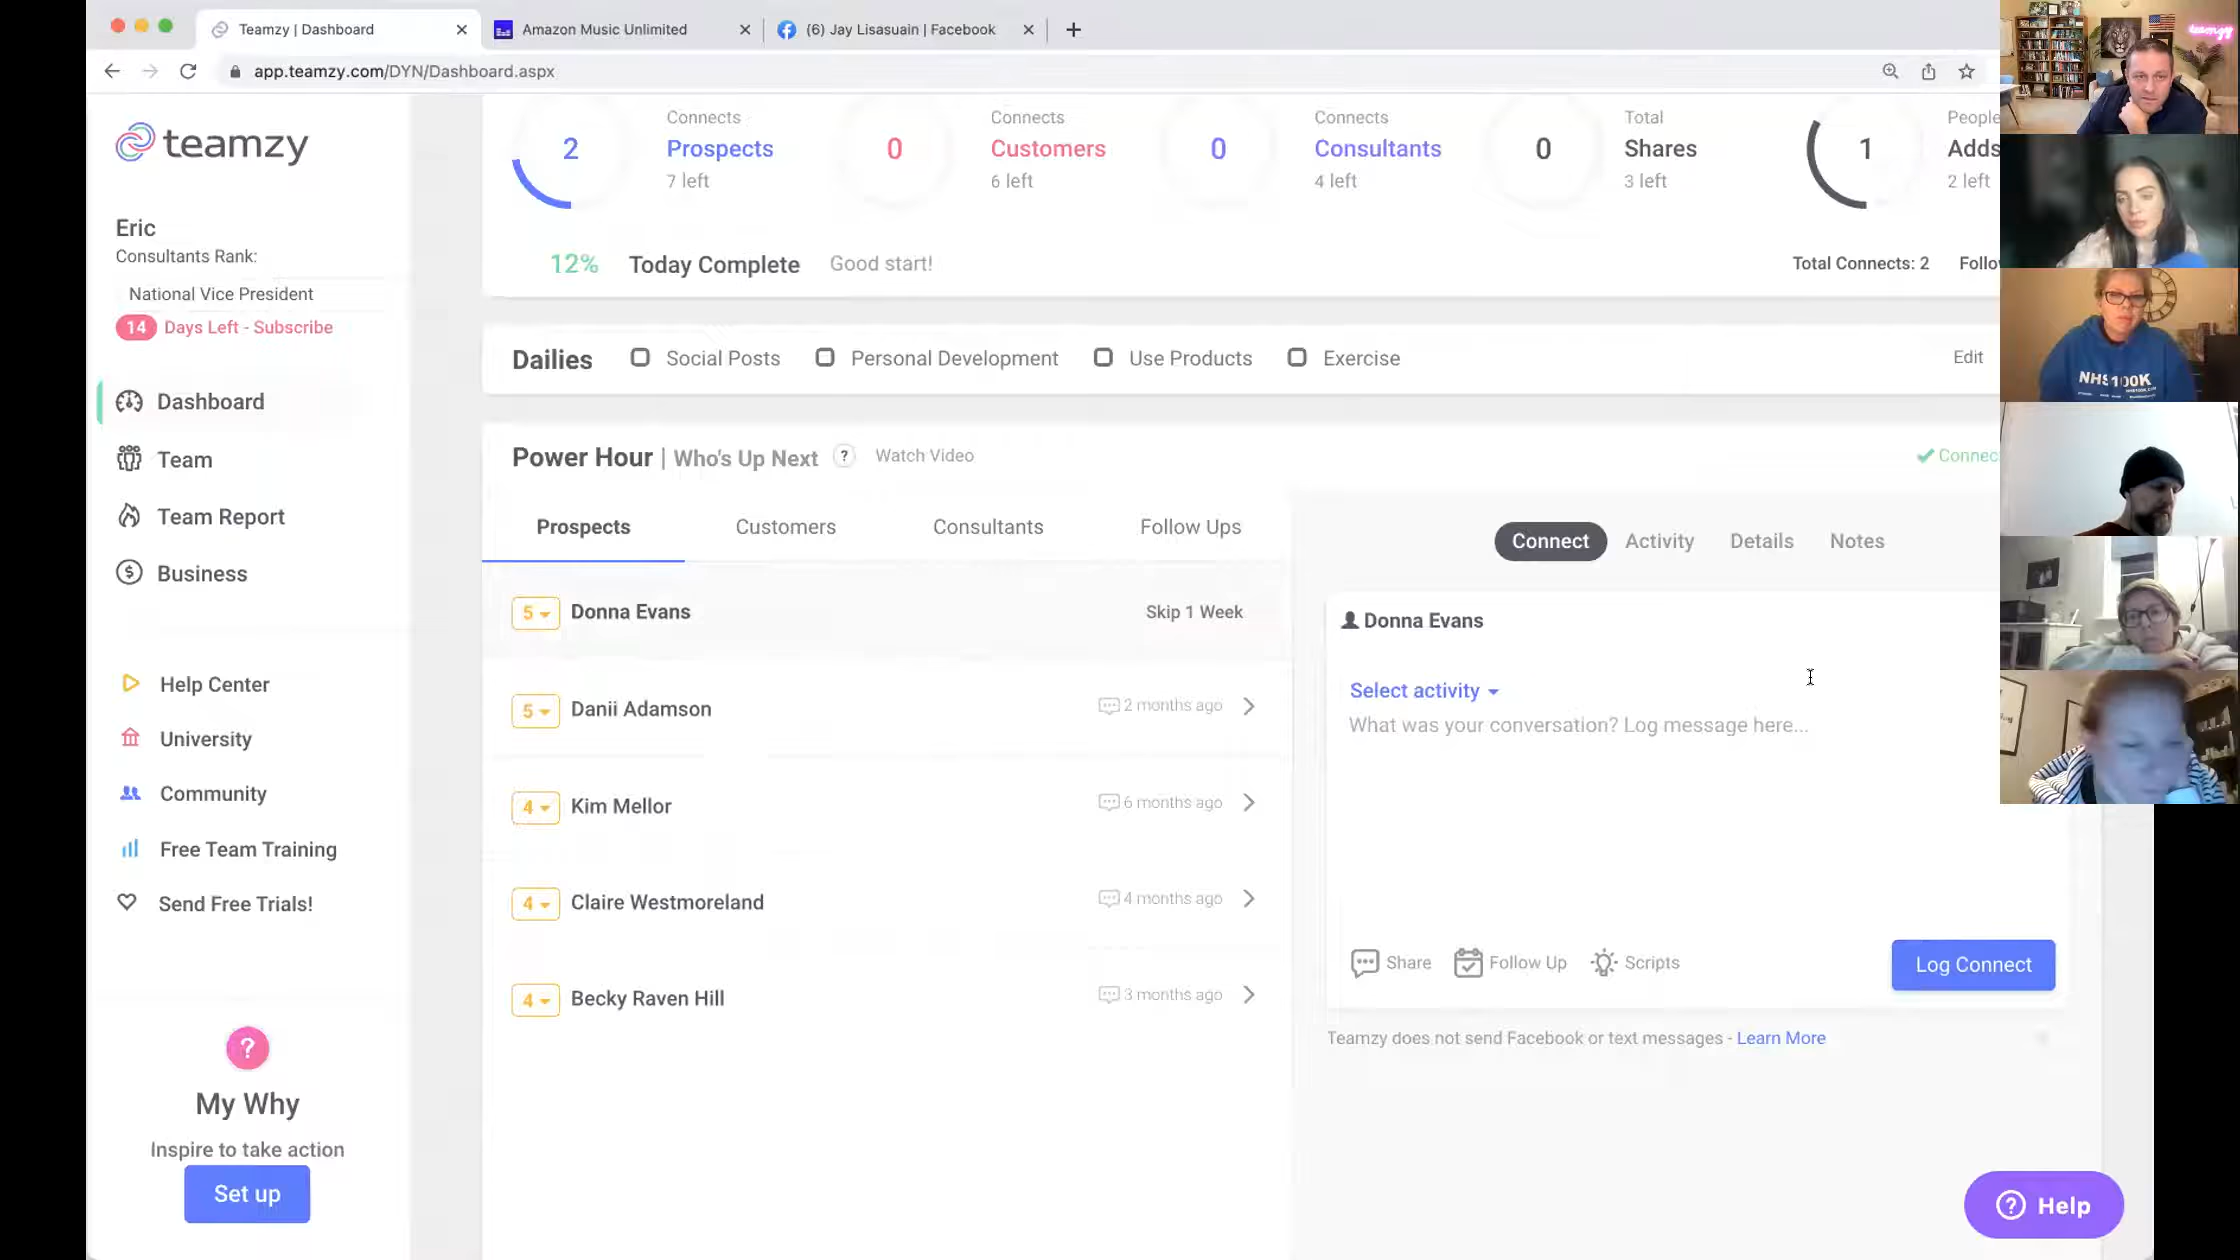 Teamzy | Dashboard
Amazon Music Unlimited
(6) Jay Lisasuain | Facebook
app.teamzy.com/DYN/Dashboard.aspx
teamzy
teamzy
Eric
Consultants Rank:
National Vice President
14 Days Left - Subscribe
Dashboard
Team
Team Report
Business
Help Center
University
Community
Free Team Training
Send Free Trials!
?
My Why
Inspire to take action
Set up
2
Connects
Prospects
7 left
0
Connects
Customers
6 left
0
Connects
Consultants
4 left
0
Total
Shares
3 left
1
People
Adds
2 left
12% Today Complete Good start!
Total Connects: 2 Follo
Dailies Social Posts Personal Development Use Products Exercise Edit
Power Hour | Who's Up Next ? Watch Video
Connec
Prospects Customers Consultants Follow Ups
5 Donna Evans Skip 1 Week
5 Danii Adamson 2 months ago
4 Kim Mellor 6 months ago
4 Claire Westmoreland 4 months ago
4 Becky Raven Hill 3 months ago
Connect Activity Details Notes
Donna Evans
Select activity
What was your conversation? Log message here...
Share Follow Up Scripts
Log Connect
Teamzy does not send Facebook or text messages - Learn More
? Help
NHS100K